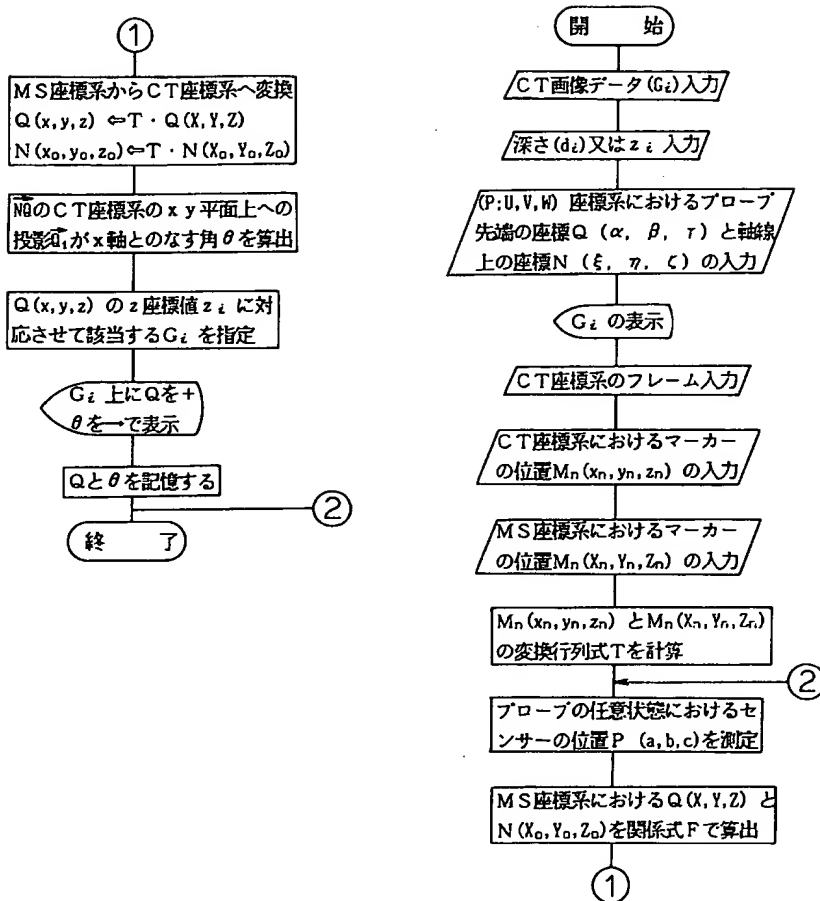 開 始
CT画像データ(Gi)入力
深さ(di)又はzi 入力
(P:U,V,W) 座標系におけるプローブ
先端の座標Q (α, β, γ) と軸線
上の座標N (ξ, η, ζ) の入力
Gi の表示
CT座標系のフレーム入力
CT座標系におけるマーカー
の位置Mn(xn,yn,zn) の入力
MS座標系におけるマーカー
の位置Mn(Xn,Yn,Zn) の入力
Mn(xn,yn,zn) とMn(Xn,Yn,Zn)
の変換行列式Tを計算
②
プローブの任意状態におけるセ
ンサーの位置P (a,b,c)を測定
MS座標系におけるQ(X,Y,Z) と
N(X₀,Y₀,Z₀)を関係式Fで算出
①
①
MS座標系からCT座標系へ変換
Q(x,y,z) ⇐T・Q(X,Y,Z)
N(x₀,y₀,z₀)⇐T・N(X₀,Y₀,Z₀)
NQのCT座標系のxy平面上への
投影Q₁がx軸とのなす角θを算出
Q(x,y,z) のz座標値zi に対
応させて該当するGi を指定
Gi 上にQを+
θを→で表示
Qとθを記憶する
②
終 了